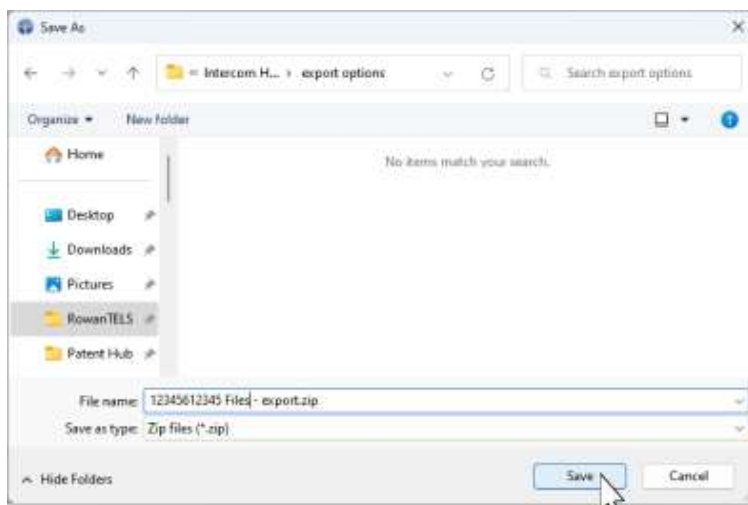 Save As
Intercom H... › export options
Search export options
Organize
New folder
Home
No items match your search.
Desktop
Downloads
Pictures
RowanTELS
Patent Hub
File name: 12345612345 Files - export.zip
Save as type: Zip files (*.zip)
Hide Folders
Save
Cancel